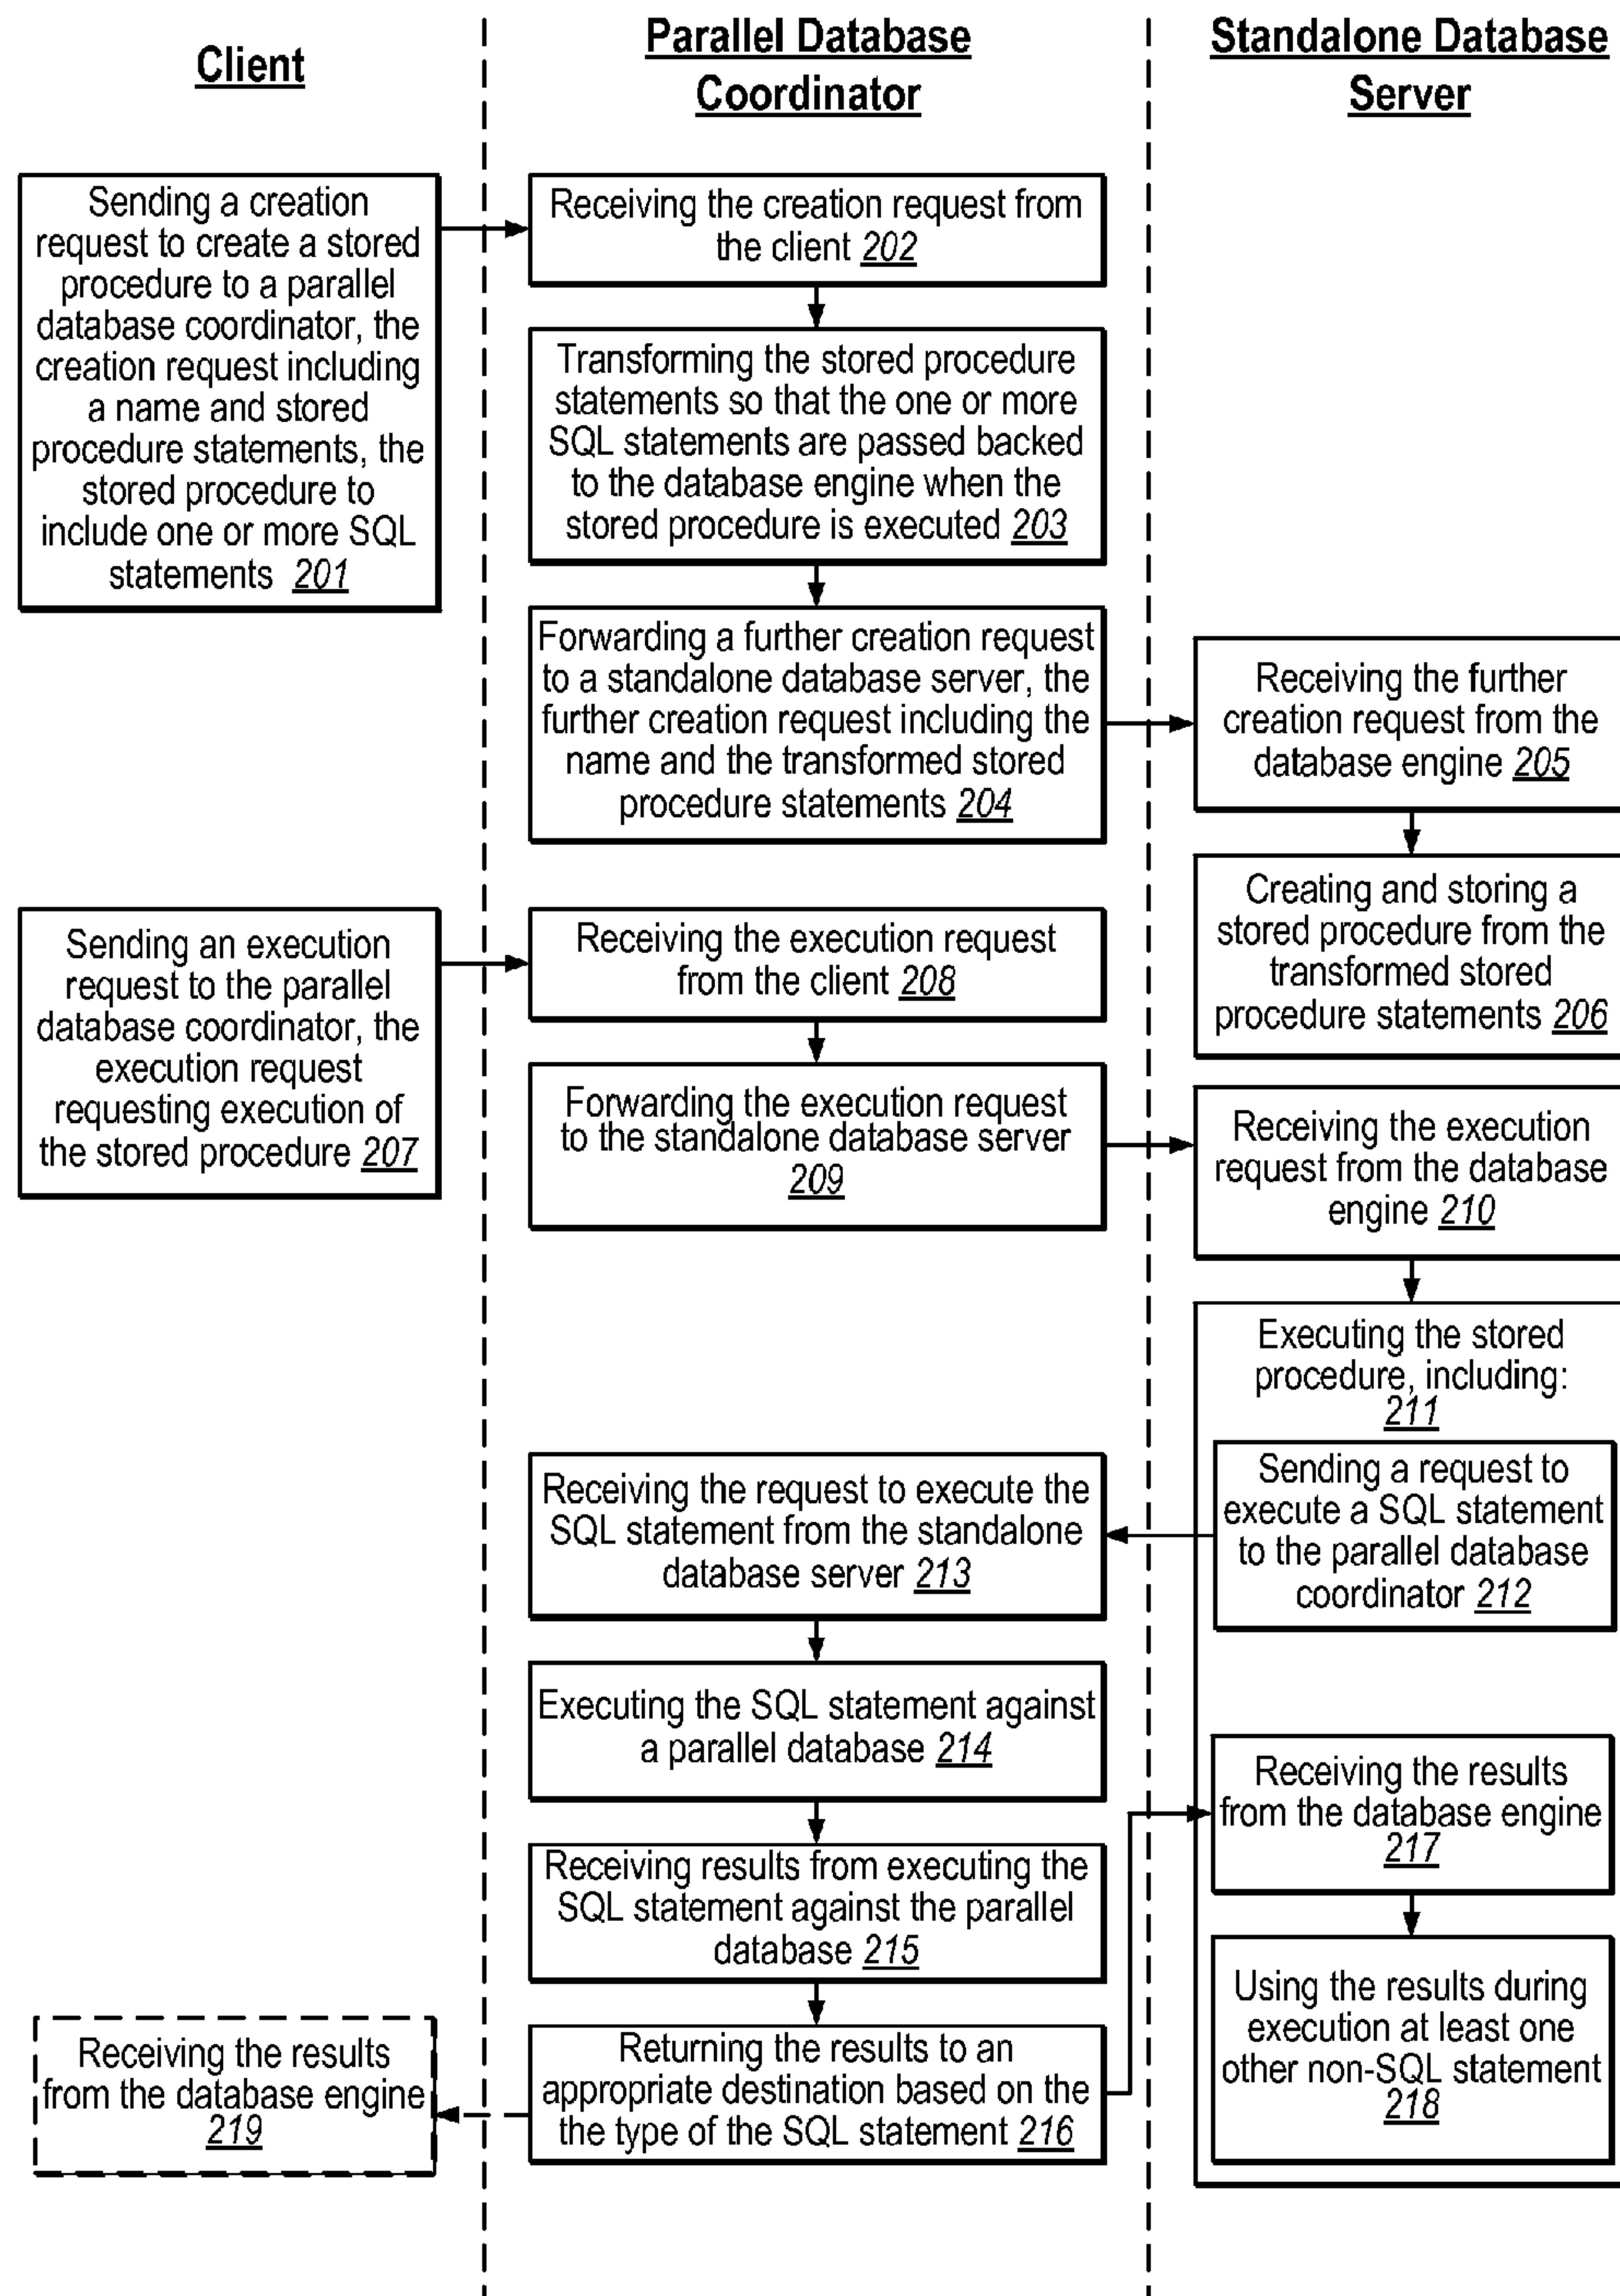 Client
Parallel Database
Coordinator
Standalone Database
Server
Sending a creation
request to create a stored
procedure to a parallel
database coordinator, the
creation request including
a name and stored
procedure statements, the
stored procedure to
include one or more SQL
statements 201
Receiving the creation request from
the client 202
Transforming the stored procedure
statements so that the one or more
SQL statements are passed backed
to the database engine when the
stored procedure is executed 203
Forwarding a further creation request
to a standalone database server, the
further creation request including the
name and the transformed stored
procedure statements 204
Receiving the further
creation request from the
database engine 205
Creating and storing a
stored procedure from the
transformed stored
procedure statements 206
Sending an execution
request to the parallel
database coordinator, the
execution request
requesting execution of
the stored procedure 207
Receiving the execution request
from the client 208
Forwarding the execution request
to the standalone database server
209
Receiving the execution
request from the database
engine 210
Executing the stored
procedure, including:
211
Sending a request to
execute a SQL statement
to the parallel database
coordinator 212
Receiving the request to execute the
SQL statement from the standalone
database server 213
Executing the SQL statement against
a parallel database 214
Receiving results from executing the
SQL statement against the parallel
database 215
Returning the results to an
appropriate destination based on the
the type of the SQL statement 216
Receiving the results
from the database engine
217
Using the results during
execution at least one
other non-SQL statement
218
Receiving the results
from the database engine
219